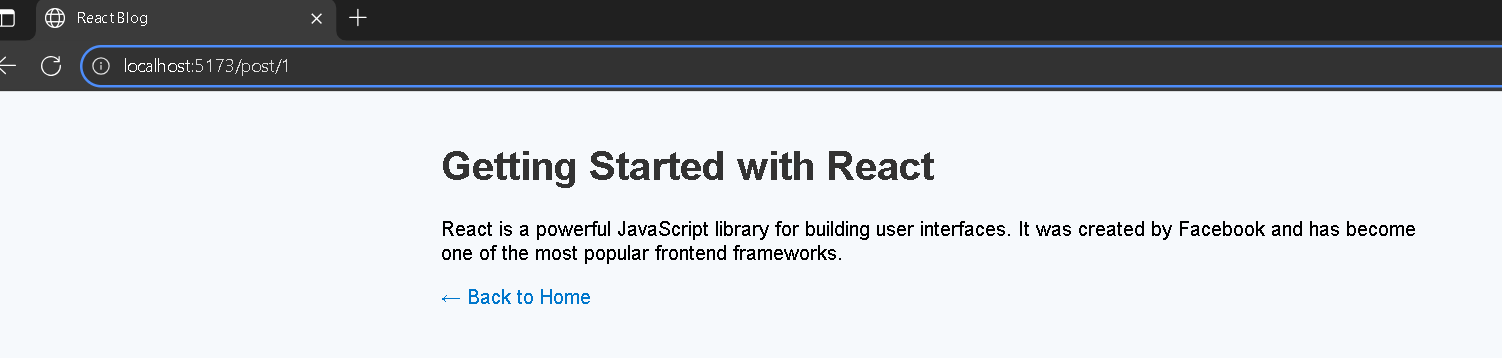 React Blog
localhost:5173/post/1
Getting Started with React
React is a powerful JavaScript library for building user interfaces. It was created by Facebook and has become
one of the most popular frontend frameworks.
← Back to Home